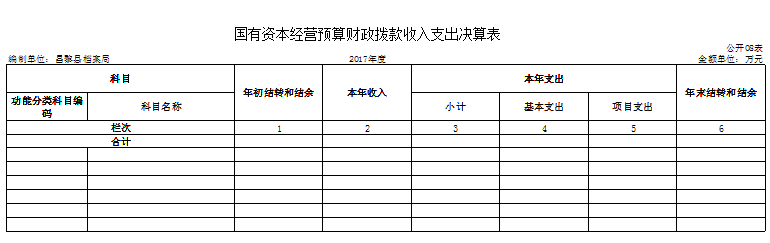 国有资本经营预算财政拨款收入支出决算表
公开08表
编制单位：昌黎县档案局 2017年度 金额单位：万元
科目 年初结转和结余 本年收入 本年支出 年末结转和结余
功能分类科目编码 科目名称 小计 基本支出 项目支出
栏次 1 2 3 4 5 6
合计